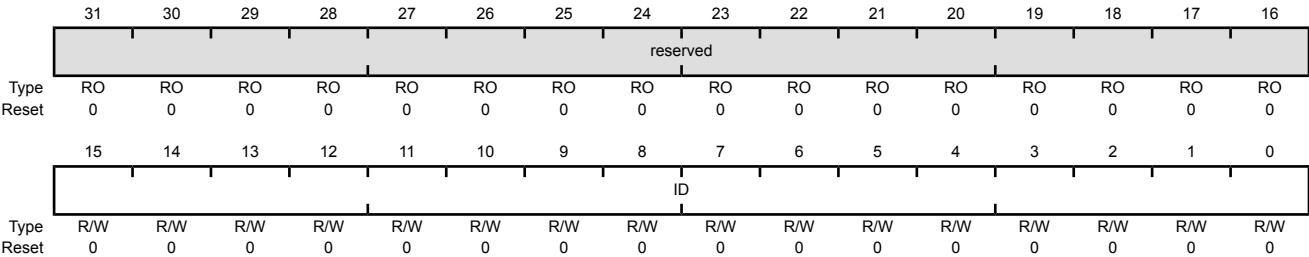 31 30 29 28 27 26 25 24 23 22 21 20 19 18 17 16
reserved
Type RO RO RO RO RO RO RO RO RO RO RO RO RO RO RO RO
Reset 0 0 0 0 0 0 0 0 0 0 0 0 0 0 0 0
15 14 13 12 11 10 9 8 7 6 5 4 3 2 1 0
ID
Type R/W R/W R/W R/W R/W R/W R/W R/W R/W R/W R/W R/W R/W R/W R/W R/W
Reset 0 0 0 0 0 0 0 0 0 0 0 0 0 0 0 0